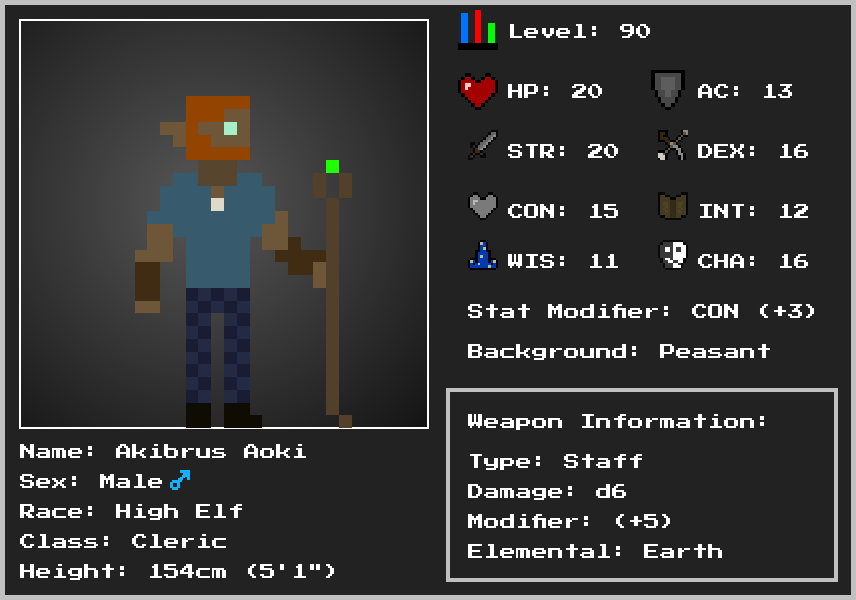 Level: 90
HP: 20
AC: 13
STR: 20
DEX: 16
CON: 15
INT: 12
WIS: 11
CHA: 16
Stat Modifier: CON (+3)
Background: Peasant
Weapon Information:
Type: Staff
Damage: d6
Modifier: (+5)
Elemental: Earth
Name: Akibrus Aoki
Sex: Male♂
Race: High Elf
Class: Cleric
Height: 154cm (5'1")